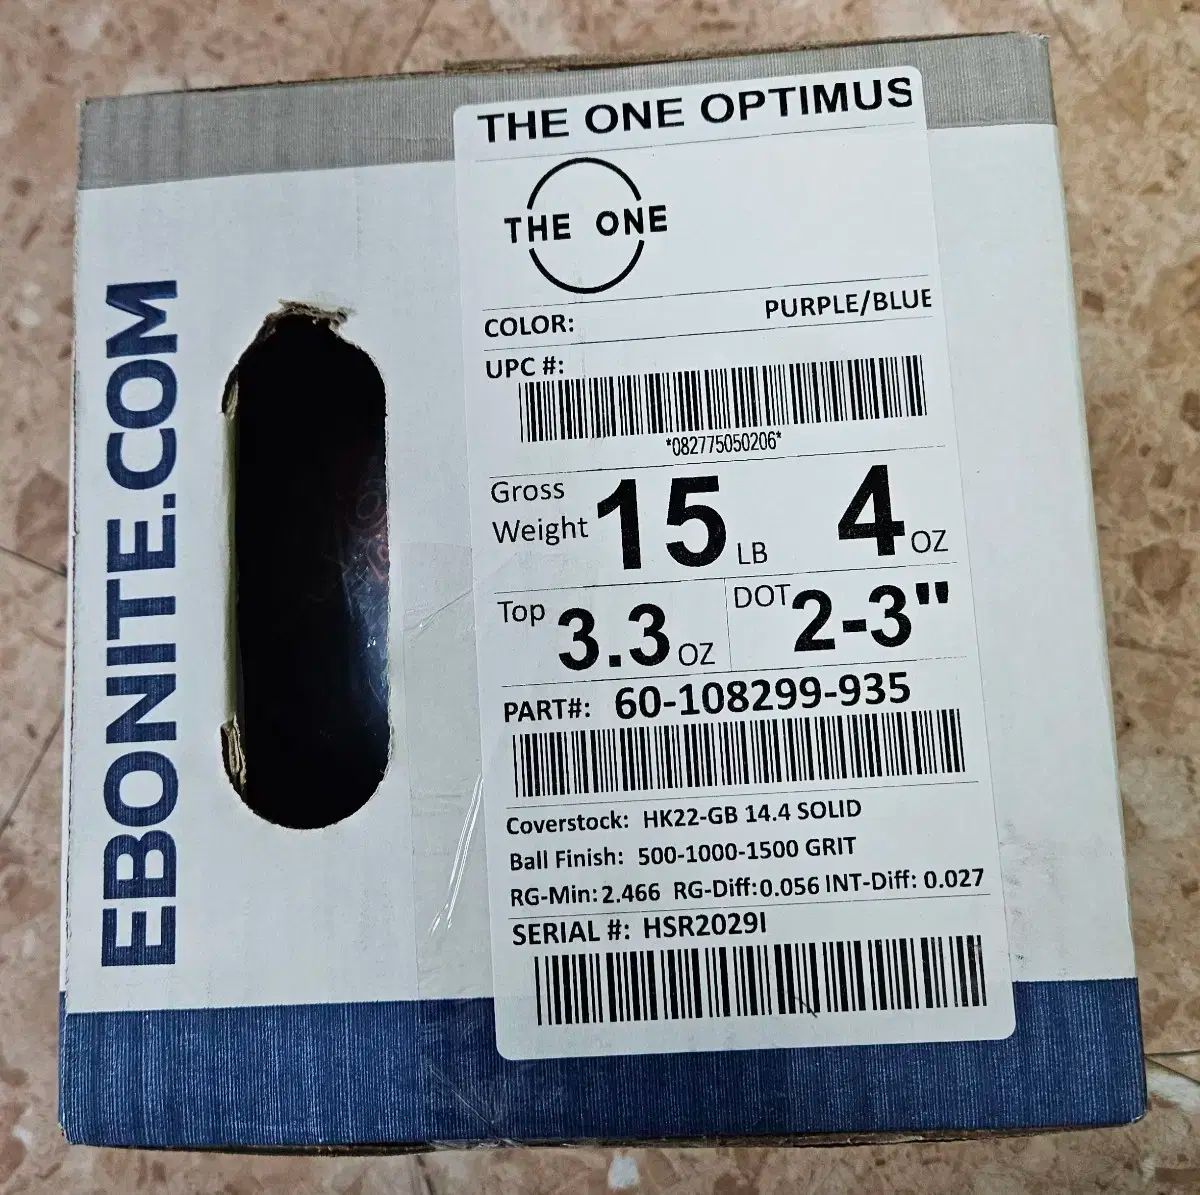 THE ONE OPTIMUS
THE ONE
COLOR: PURPLE/BLUE
UPC #:
*082775050206*
Gross Weight 15 LB 4 OZ
Top 3.3 OZ DOT 2-3"
PART#: 60-108299-935
Coverstock: HK22-GB 14.4 SOLID
Ball Finish: 500-1000-1500 GRIT
RG-Min: 2.466 RG-Diff: 0.056 INT-Diff: 0.027
SERIAL #: HSR2029I
EBONITE.COM